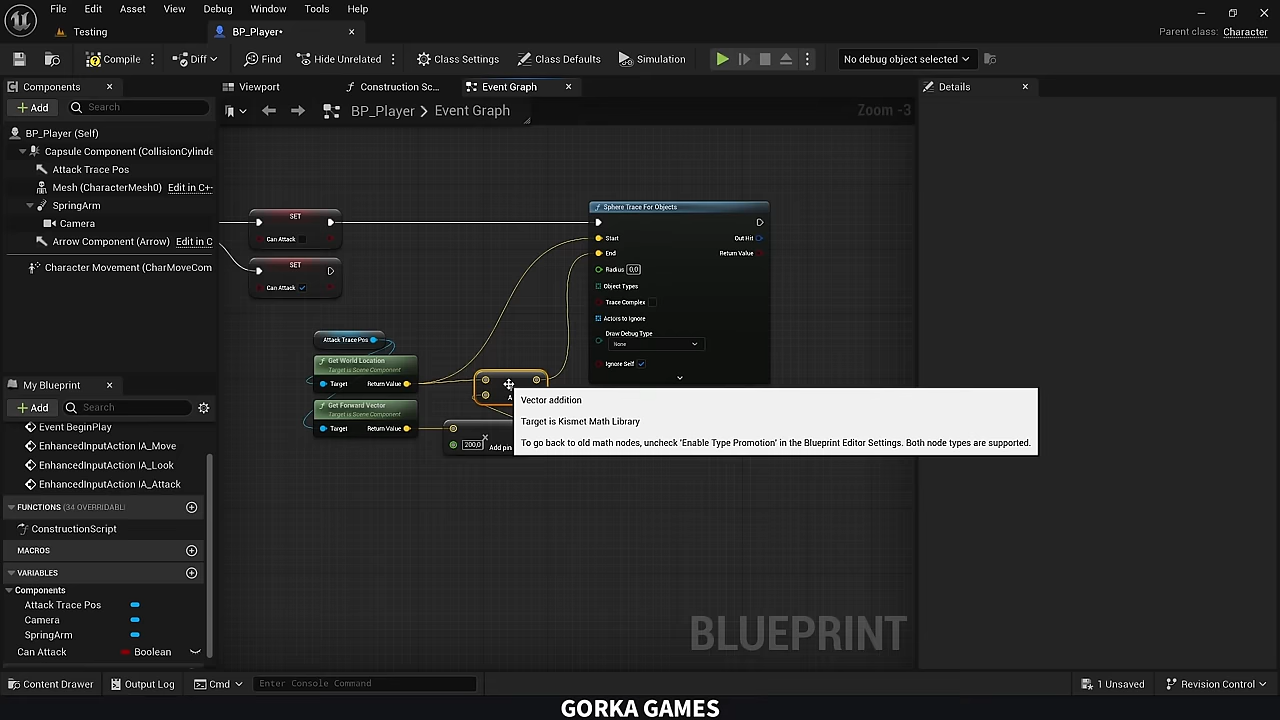 File Edit Asset View Debug Window Tools Help
Testing
BP_Player•
Parent class: Character
Compile
Diff
Find
Hide Unrelated
Class Settings
Class Defaults
Simulation
No debug object selected
Components
Viewport
Construction Sc...
Event Graph
Details
Add
Search
BP_Player > Event Graph
Zoom -3
BP_Player (Self)
Capsule Component (CollisionCylinde
Attack Trace Pos
Mesh (CharacterMesh0) Edit in C++
SpringArm
Camera
Arrow Component (Arrow) Edit in C
Character Movement (CharMoveCom
SET
Can Attack
SET
Can Attack
Sphere Trace For Objects
Start
Out Hit
End
Return Value
Radius 0,0
Object Types
Trace Complex
Actors to Ignore
Draw Debug Type
None
Ignore Self
Attack Trace Pos
Get World Location
Target is Scene Component
Target Return Value
Get Forward Vector
Target is Scene Component
Target Return Value
200,0
Add pin
Vector addition
Target is Kismet Math Library
To go back to old math nodes, uncheck 'Enable Type Promotion' in the Blueprint Editor Settings. Both node types are supported.
My Blueprint
Add
Search
Event BeginPlay
EnhancedInputAction IA_Move
EnhancedInputAction IA_Look
EnhancedInputAction IA_Attack
FUNCTIONS (34 OVERRIDABL
ConstructionScript
MACROS
VARIABLES
Components
Attack Trace Pos
Camera
SpringArm
Can Attack Boolean
BLUEPRINT
Content Drawer
Output Log
Cmd
Enter Console Command
1 Unsaved
Revision Control
GORKA GAMES